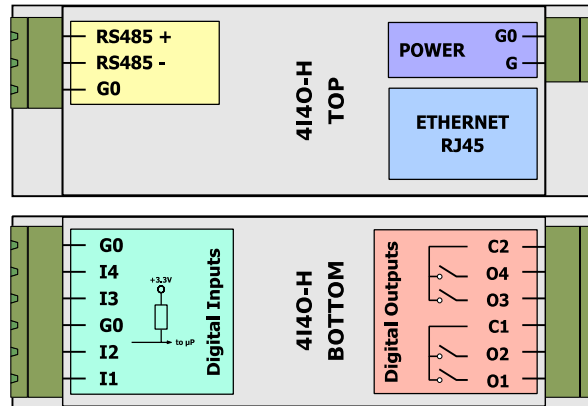 RS485 +
RS485 -
G0
4I4O-H
TOP
POWER
G0
G
ETHERNET
RJ45
G0
I4
I3
G0
I2
I1
+3.3V
to µP
Digital Inputs
4I4O-H
BOTTOM
Digital Outputs
C2
O4
O3
C1
O2
O1